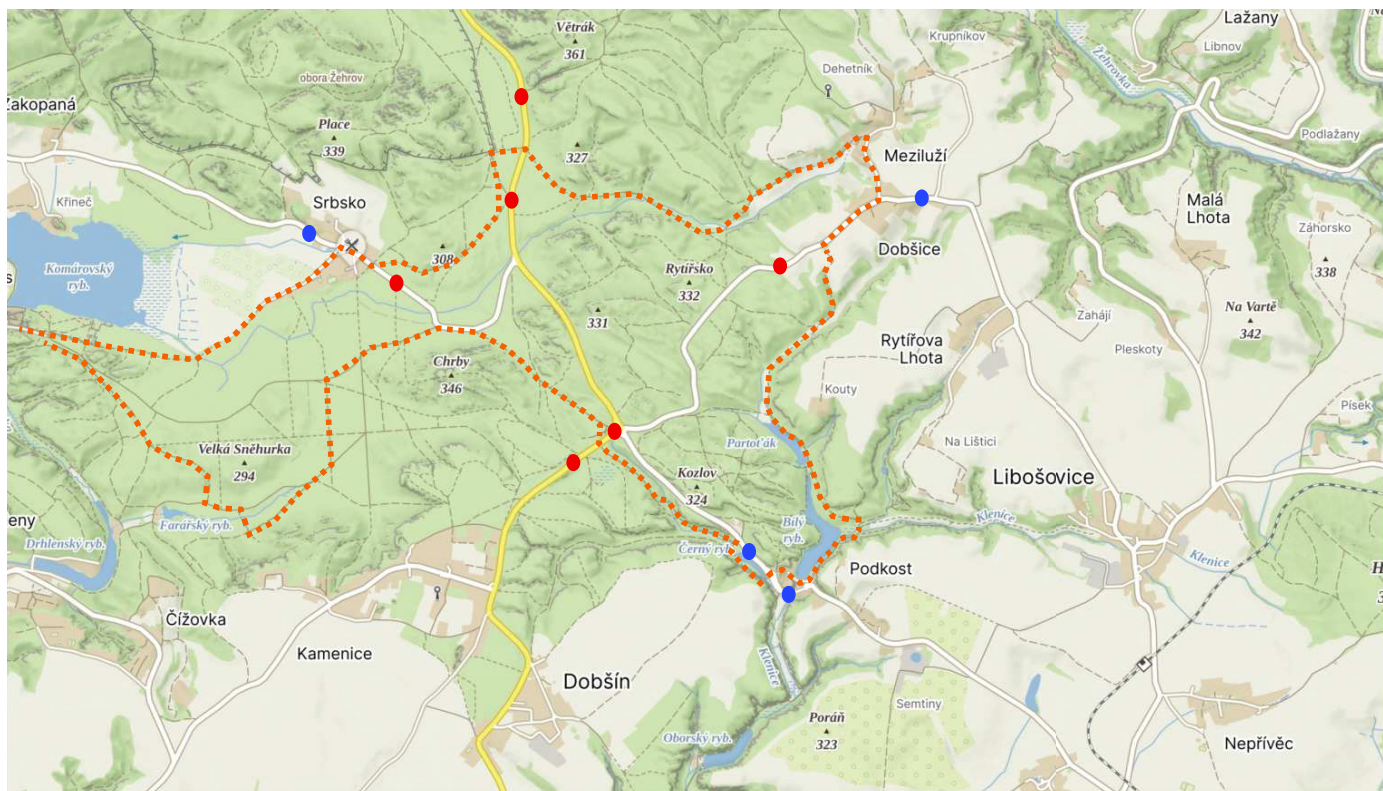 Větrák
361
Lažany
Krupníkov
Libnov
Žehrovka
obora Žehrov
Dehetník
Zakopaná
Place
339
327
Podlažany
Meziluží
Srbsko
Křineč
Malá
Lhota
Záhorsko
338
308
Dobšice
Komárovský
ryb.
Rytířsko
332
331
Na Vartě
342
Zahájí
Rytířova
Lhota
Pleskoty
Chrby
346
Kouty
Písek
Partoťák
Na Lištici
Velká Sněhurka
294
Kozlov
324
Libošovice
Klenice
Farářský ryb.
Bílý
ryb.
eny
Drhlenský ryb.
Černý ryb.
Klenice
Podkost
Čížovka
Kamenice
Klenice
Dobšín
Semtiny
Poráň
323
Oborský ryb.
Nepřívěc